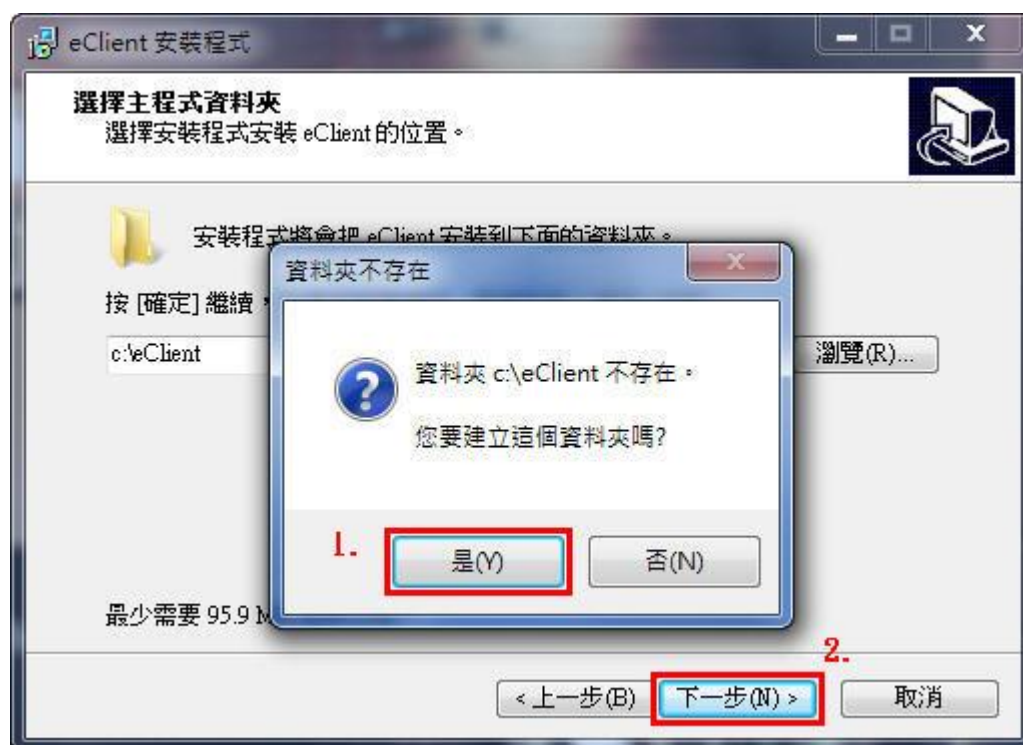 eClient 安裝程式
選擇主程式資料夾
選擇安裝程式安裝 eClient 的位置。
安裝程式將會把 eClient 安裝到下面的資料夾。
資料夾不存在
按 [確定] 繼續，
c:\eClient
瀏覽(R)...
資料夾 c:\eClient 不存在。
您要建立這個資料夾嗎?
1.
是(Y)
否(N)
最少需要 95.9 M
2.
< 上一步(B)
下一步(N) >
取消